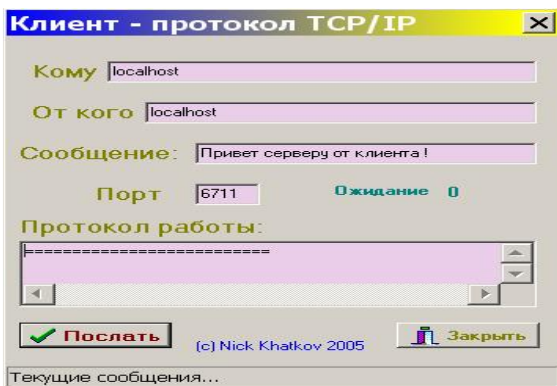 Клиент - протокол TCP/IP
Кому localhost
От кого localhost
Сообщение: Привет серверу от клиента !
Порт 6711 Ожидание 0
Протокол работы:
==========================
Послать (c) Nick Khatkov 2005 Закрыть
Текущие сообщения...